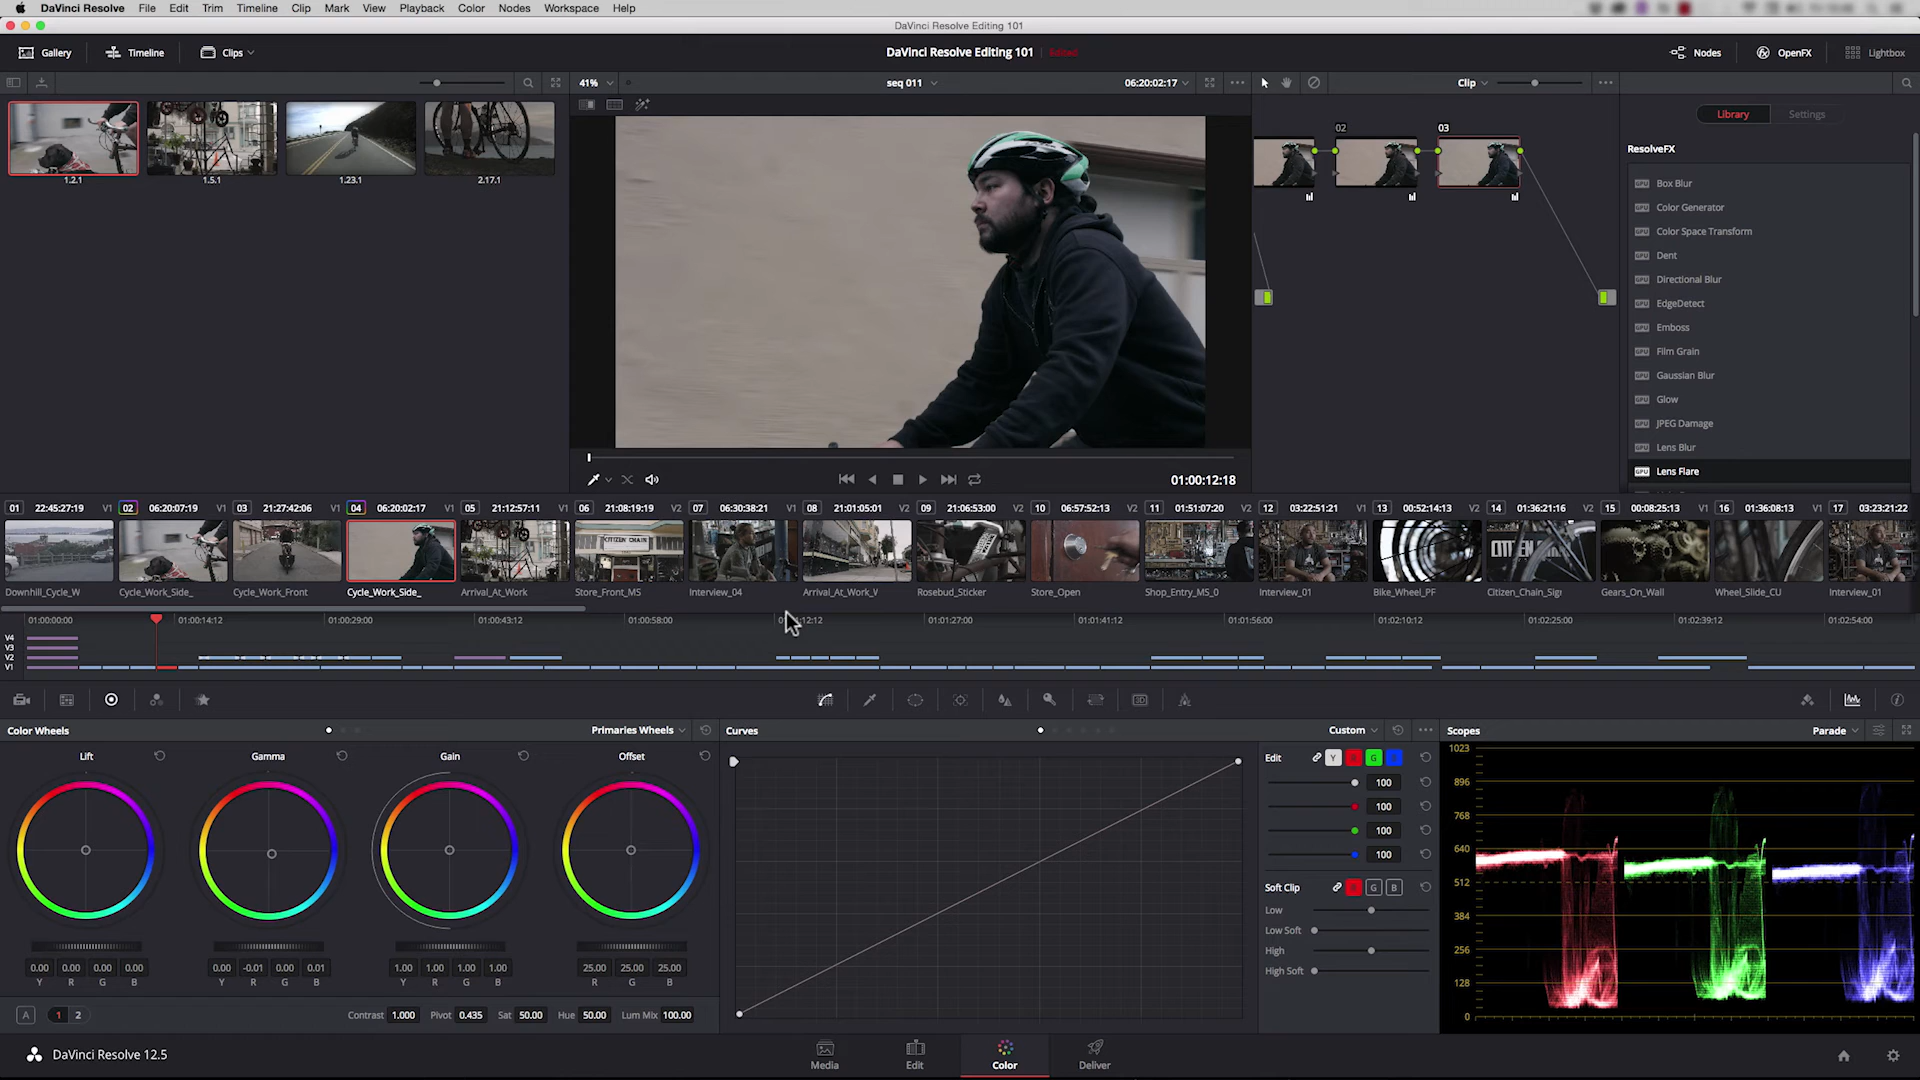 DaVinci Resolve File Edit Trim Timeline Clip Mark View Playback Color Nodes Workspace Help
DaVinci Resolve Editing 101
Gallery Timeline Clips DaVinci Resolve Editing 101 Edited Nodes OpenFX Lightbox
41% seq 011 06:20:02:17 Clip
Library Settings
ResolveFX
Box Blur
Color Generator
Color Space Transform
Dent
Directional Blur
EdgeDetect
Emboss
Film Grain
Gaussian Blur
Glow
JPEG Damage
Lens Blur
Lens Flare
02 03
1.2.1 1.5.1 1.23.1 2.17.1
01:00:12:18
01 22:45:27:19 V1 02 06:20:07:19 V1 03 21:27:42:06 V1 04 06:20:02:17 V1 05 21:12:57:11 V1 06 21:08:19:19 V2 07 06:30:38:21 V1 08 21:01:05:01 V2 09 21:06:53:00 V2 10 06:57:52:13 V2 11 01:51:07:20 V2 12 03:22:51:21 V1 13 00:52:14:13 V2 14 01:36:21:16 V2 15 00:08:25:13 V2 16 01:36:08:13 V2 17 03:23:21:22
CITIZEN CHAIN
Downhill_Cycle_W Cycle_Work_Side_ Cycle_Work_Front Cycle_Work_Side_ Arrival_At_Work Store_Front_MS Interview_04 Arrival_At_Work_V Rosebud_Sticker Store_Open Shop_Entry_MS_0 Interview_01 Bike_Wheel_PF Citizen_Chain_Sign Gears_On_Wall Wheel_Slide_CU Interview_01
01:00:00:00 01:00:14:12 01:00:29:00 01:00:43:12 01:00:58:00 01:01:12:12 01:01:27:00 01:01:41:12 01:01:56:00 01:02:10:12 01:02:25:00 01:02:39:12 01:02:54:00
V4
V3
V2
V1
Color Wheels Primaries Wheels Curves Custom Scopes Parade
Lift Gamma Gain Offset
0.00 0.00 0.00 0.00 0.00 -0.01 0.00 0.01 1.00 1.00 1.00 1.00 25.00 25.00 25.00
Y R G B Y R G B Y R G B R G B
A 1 2 Contrast 1.000 Pivot 0.435 Sat 50.00 Hue 50.00 Lum Mix 100.00
Edit Y R G B
100
100
100
100
Soft Clip R G B
Low
Low Soft
High
High Soft
1023
896
768
640
512
384
256
128
0
DaVinci Resolve 12.5 Media Edit Color Deliver